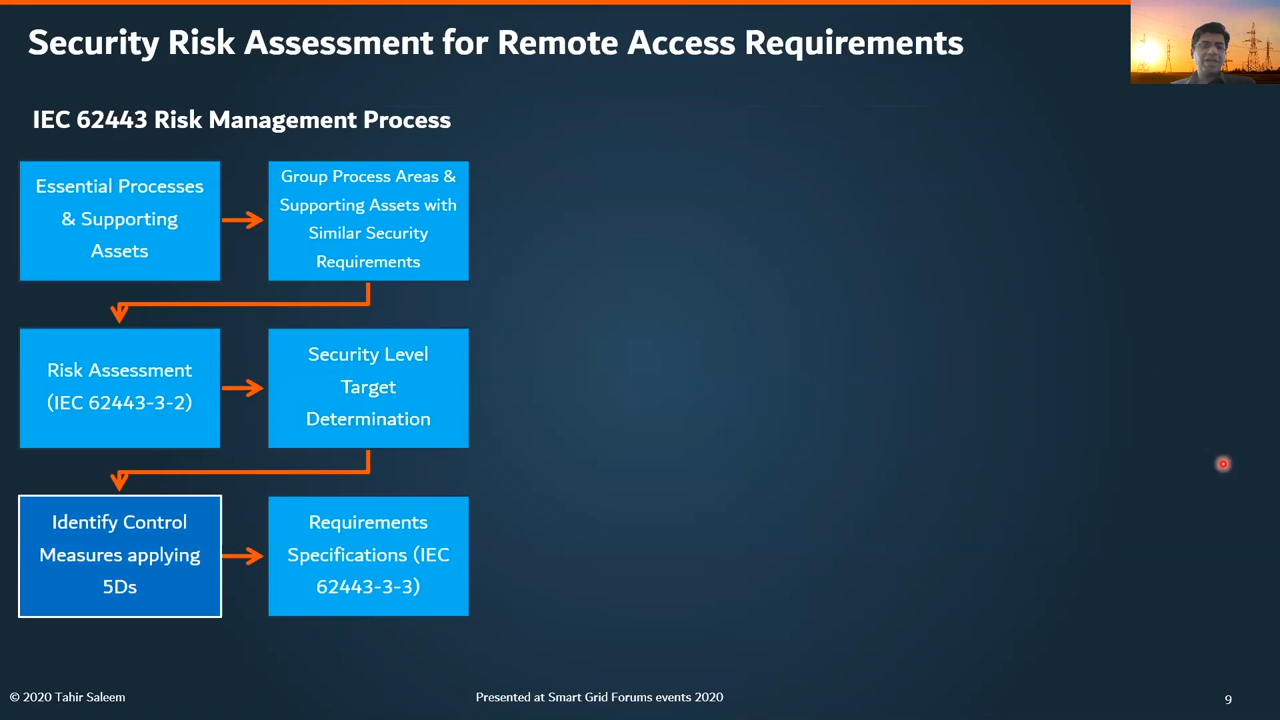 Security Risk Assessment for Remote Access Requirements
IEC 62443 Risk Management Process
Essential Processes
& Supporting
Assets
Group Process Areas &
Supporting Assets with
Similar Security
Requirements
Risk Assessment
(IEC 62443-3-2)
Security Level
Target
Determination
Identify Control
Measures applying
5Ds
Requirements
Specifications (IEC
62443-3-3)
© 2020 Tahir Saleem
Presented at Smart Grid Forums events 2020
9